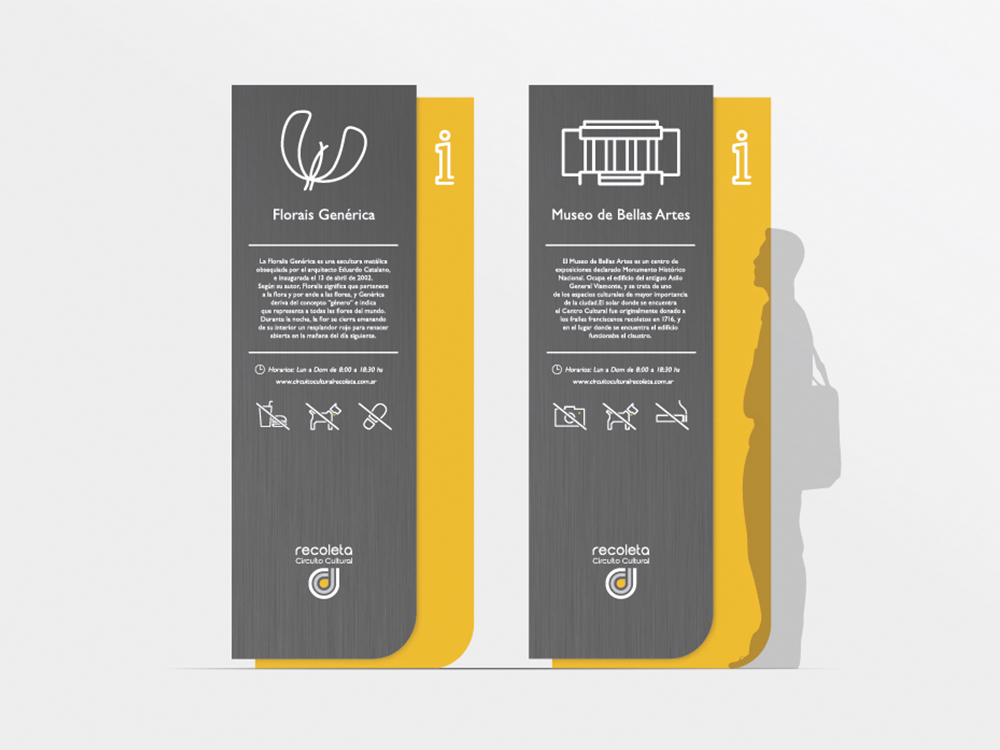 i
Florais Genérica
La Floralis Genérica es una escultura metálica
obsequiada por el arquitecto Eduardo Catalano,
e inaugurada el 13 de abril de 2002.
Según su autor, Floralis significa que pertenece
a la flora y por ende a las flores, y Genérica
deriva del concepto "género" e indica
que representa a todas las flores del mundo.
Durante la noche, la flor se cierra emanando
de su interior un resplandor rojo para renacer
abierta en la mañana del día siguiente.
Horarios: Lun a Dom de 8:00 a 18:30 hs
www.circuitoculturalrecoleta.com.ar
recoleta
Circuito Cultural
i
Museo de Bellas Artes
El Museo de Bellas Artes es un centro de
exposiciones declarado Monumento Histórico
Nacional. Ocupa el edificio del antiguo Asilo
General Viamonte, y se trata de uno
de los espacios culturales de mayor importancia
de la ciudad.El solar donde se encuentra
el Centro Cultural fue originalmente donado a
los frailes franciscanos recoletos en 1716, y
en el lugar donde se encuentra el edificio
funcionaba el claustro.
Horarios: Lun a Dom de 8:00 a 18:30 hs
www.circuitoculturalrecoleta.com.ar
recoleta
Circuito Cultural